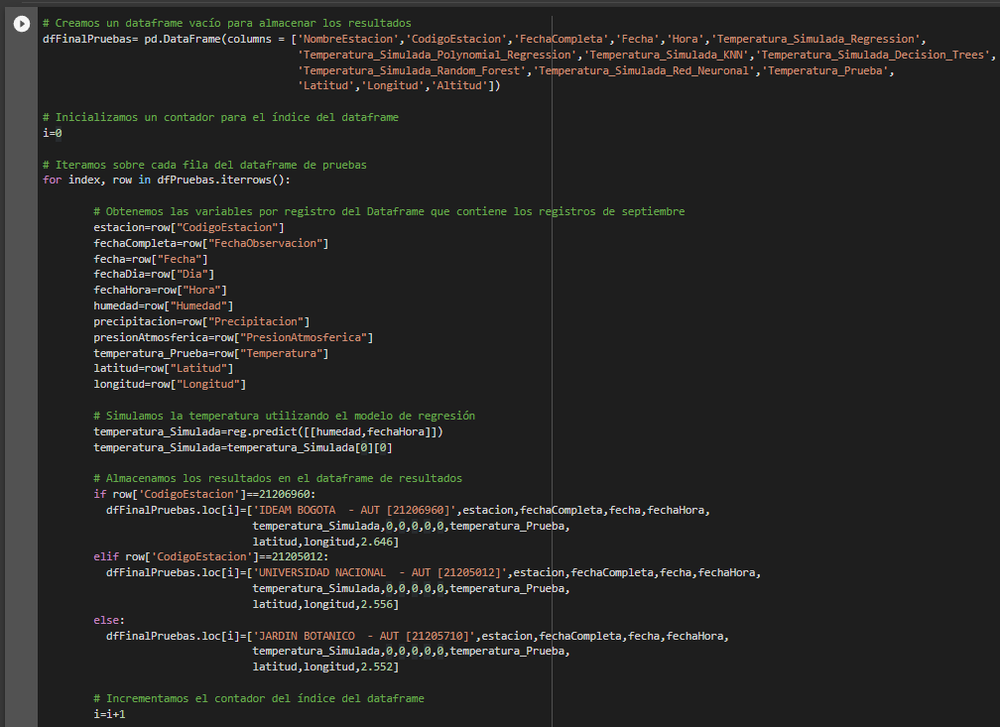 # Creamos un dataframe vacío para almacenar los resultados
dfFinalPruebas= pd.DataFrame(columns = ['NombreEstacion','CodigoEstacion','FechaCompleta','Fecha','Hora','Temperatura_Simulada_Regression',
'Temperatura_Simulada_Polynomial_Regression','Temperatura_Simulada_KNN','Temperatura_Simulada_Decision_Trees',
'Temperatura_Simulada_Random_Forest','Temperatura_Simulada_Red_Neuronal','Temperatura_Prueba',
'Latitud','Longitud','Altitud'])
# Inicializamos un contador para el índice del dataframe
i=0
# Iteramos sobre cada fila del dataframe de pruebas
for index, row in dfPruebas.iterrows():
# Obtenemos las variables por registro del Dataframe que contiene los registros de septiembre
estacion=row["CodigoEstacion"]
fechaCompleta=row["FechaObservacion"]
fecha=row["Fecha"]
fechaDia=row["Dia"]
fechaHora=row["Hora"]
humedad=row["Humedad"]
precipitacion=row["Precipitacion"]
presionAtmosferica=row["PresionAtmosferica"]
temperatura_Prueba=row["Temperatura"]
latitud=row["Latitud"]
longitud=row["Longitud"]
# Simulamos la temperatura utilizando el modelo de regresión
temperatura_Simulada=reg.predict([[humedad,fechaHora]])
temperatura_Simulada=temperatura_Simulada[0][0]
# Almacenamos los resultados en el dataframe de resultados
if row['CodigoEstacion']==21206960:
dfFinalPruebas.loc[i]=['IDEAM BOGOTA  - AUT [21206960]',estacion,fechaCompleta,fecha,fechaHora,
temperatura_Simulada,0,0,0,0,0,temperatura_Prueba,
latitud,longitud,2.646]
elif row['CodigoEstacion']==21205012:
dfFinalPruebas.loc[i]=['UNIVERSIDAD NACIONAL  - AUT [21205012]',estacion,fechaCompleta,fecha,fechaHora,
temperatura_Simulada,0,0,0,0,0,temperatura_Prueba,
latitud,longitud,2.556]
else:
dfFinalPruebas.loc[i]=['JARDIN BOTANICO  - AUT [21205710]',estacion,fechaCompleta,fecha,fechaHora,
temperatura_Simulada,0,0,0,0,0,temperatura_Prueba,
latitud,longitud,2.552]
# Incrementamos el contador del índice del dataframe
i=i+1